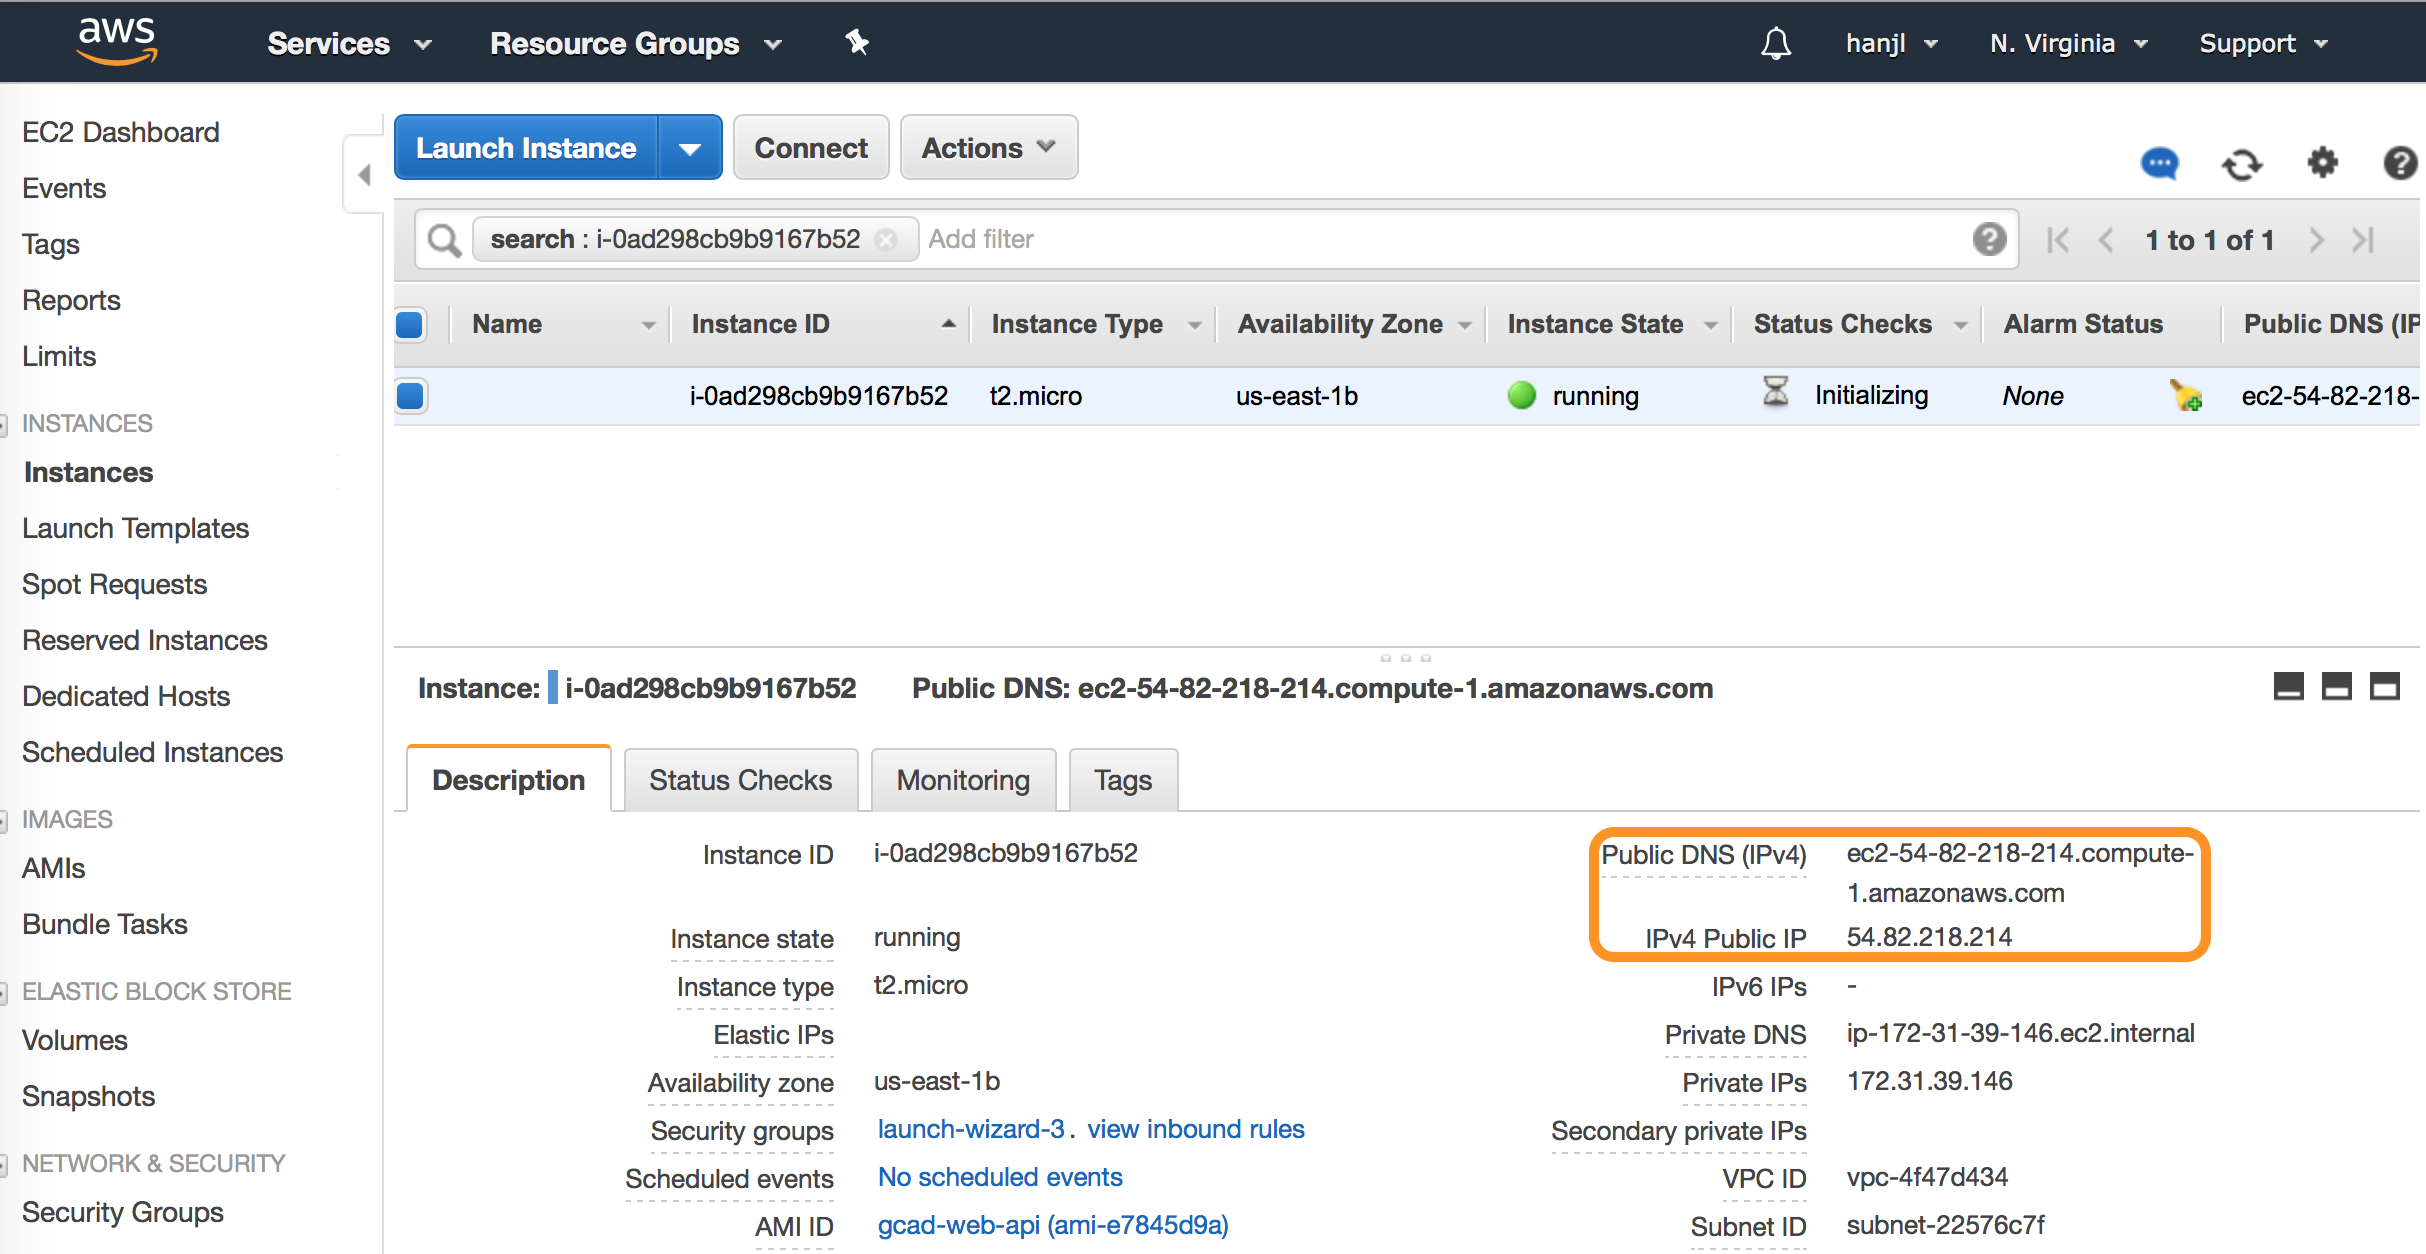 aws Services Resource Groups hanjl N. Virginia Support
EC2 Dashboard
Events
Tags
Reports
Limits
INSTANCES
Instances
Launch Templates
Spot Requests
Reserved Instances
Dedicated Hosts
Scheduled Instances
IMAGES
AMIs
Bundle Tasks
ELASTIC BLOCK STORE
Volumes
Snapshots
NETWORK & SECURITY
Security Groups
Launch Instance Connect Actions
search : i-0ad298cb9b9167b52 Add filter 1 to 1 of 1
Name Instance ID Instance Type Availability Zone Instance State Status Checks Alarm Status Public DNS (IP
i-0ad298cb9b9167b52 t2.micro us-east-1b running Initializing None ec2-54-82-218-
Instance: i-0ad298cb9b9167b52 Public DNS: ec2-54-82-218-214.compute-1.amazonaws.com
Description Status Checks Monitoring Tags
Instance ID i-0ad298cb9b9167b52
Instance state running
Instance type t2.micro
Elastic IPs
Availability zone us-east-1b
Security groups launch-wizard-3. view inbound rules
Scheduled events No scheduled events
AMI ID gcad-web-api (ami-e7845d9a)
Public DNS (IPv4) ec2-54-82-218-214.compute-
1.amazonaws.com
IPv4 Public IP 54.82.218.214
IPv6 IPs -
Private DNS ip-172-31-39-146.ec2.internal
Private IPs 172.31.39.146
Secondary private IPs
VPC ID vpc-4f47d434
Subnet ID subnet-22576c7f